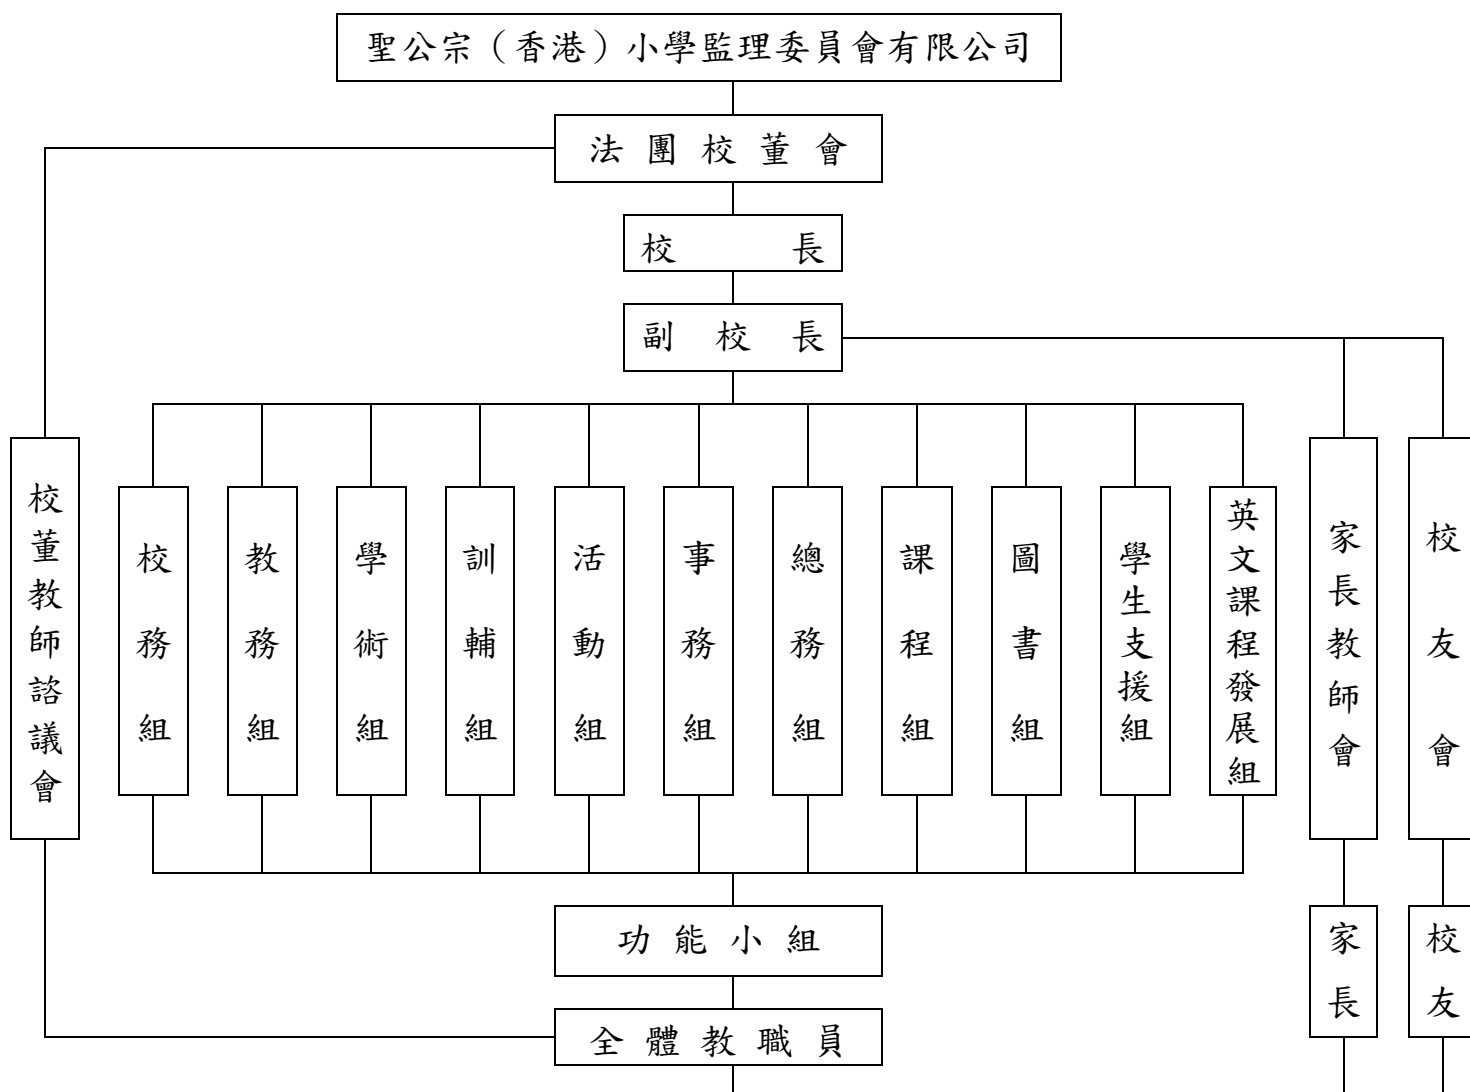 聖公宗（香港）小學監理委員會有限公司
法團校董會
校長
副校長
校董教師諮議會
校務組
教務組
學術組
訓輔組
活動組
事務組
總務組
課程組
圖書組
學生支援組
英文課程發展組
家長教師會
校友會
功能小組
家長
校友
全體教職員